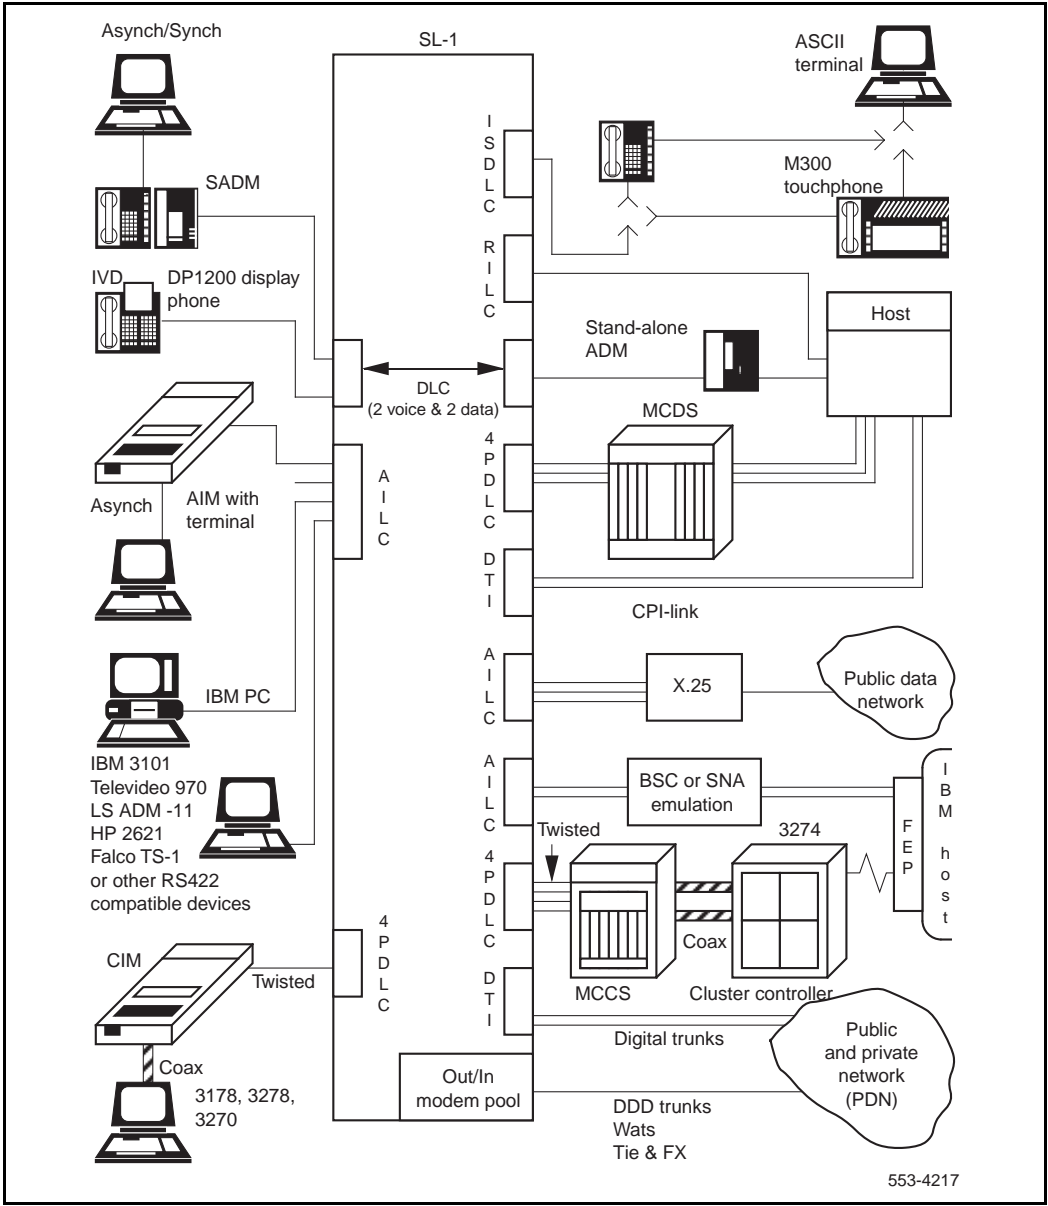 Asynch/Synch
SL-1
ASCII
terminal
ISDLC
SADM
M300
touchphone
RILC
IVD
DP1200 display
phone
Host
Stand-alone
ADM
DLC
(2 voice & 2 data)
MCDS
4PDLC
AILC
Asynch
AIM with
terminal
DTI
CPI-link
AILC
X.25
Public data
network
IBM PC
IBM 3101
Televideo 970
LS ADM -11
HP 2621
Falco TS-1
or other RS422
compatible devices
AILC
BSC or SNA
emulation
IBM host
FEP
Twisted
3274
4PDLC
Coax
MCCS
Cluster controller
4PDLC
CIM
Twisted
DTI
Digital trunks
Public
and private
network
(PDN)
Coax
3178, 3278,
3270
Out/In
modem pool
DDD trunks
Wats
Tie & FX
553-4217